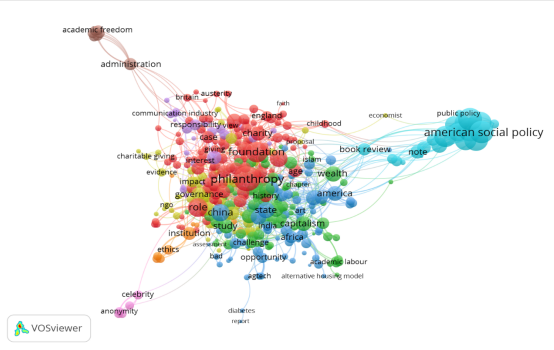 academic freedom
administration
britain
austerity
faith
communication industry
england
economist
public policy
responsibility
view
childhood
american social policy
case
charity
proposal
book review
note
charitable giving
giving
foundation
interest
islam
evidence
age
wealth
impact
philanthropy
chapter
governance
history
america
ngo
role
china
state
art
study
india
capitalism
institution
africa
assessment
challenge
ethics
bad
opportunity
academic labour
agtech
alternative housing model
celebrity
anonymity
diabetes
report
VOSviewer